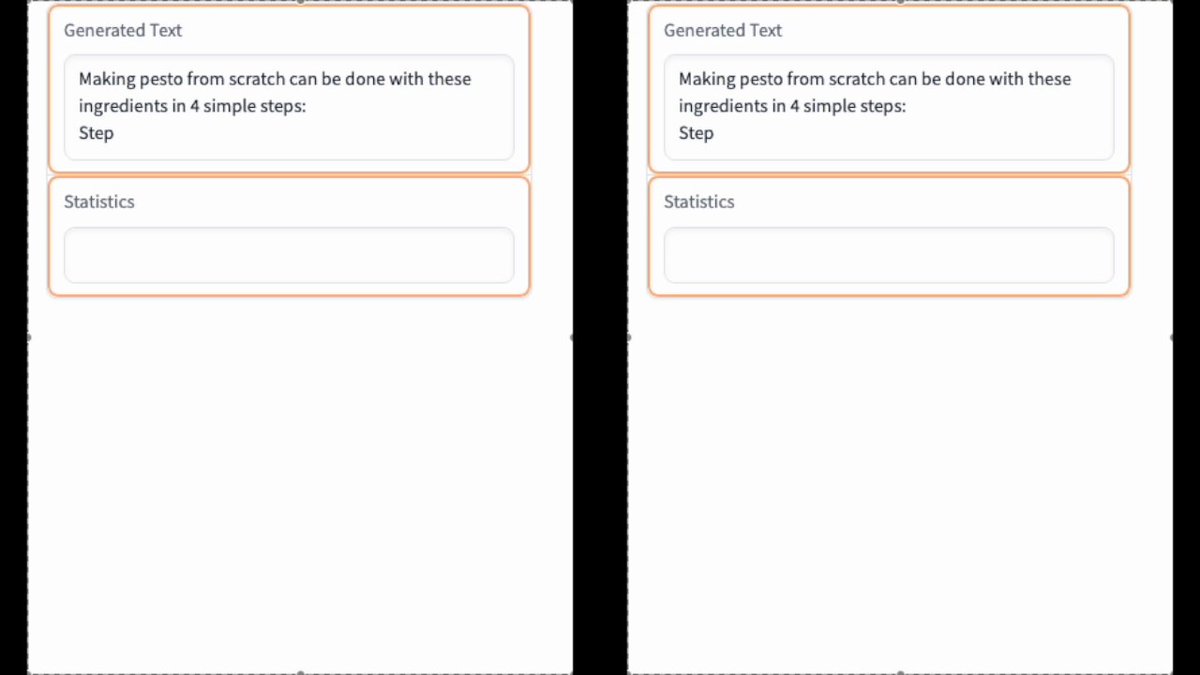 Generated Text
Making pesto from scratch can be done with these
ingredients in 4 simple steps:
Step
Statistics
Generated Text
Making pesto from scratch can be done with these
ingredients in 4 simple steps:
Step
Statistics